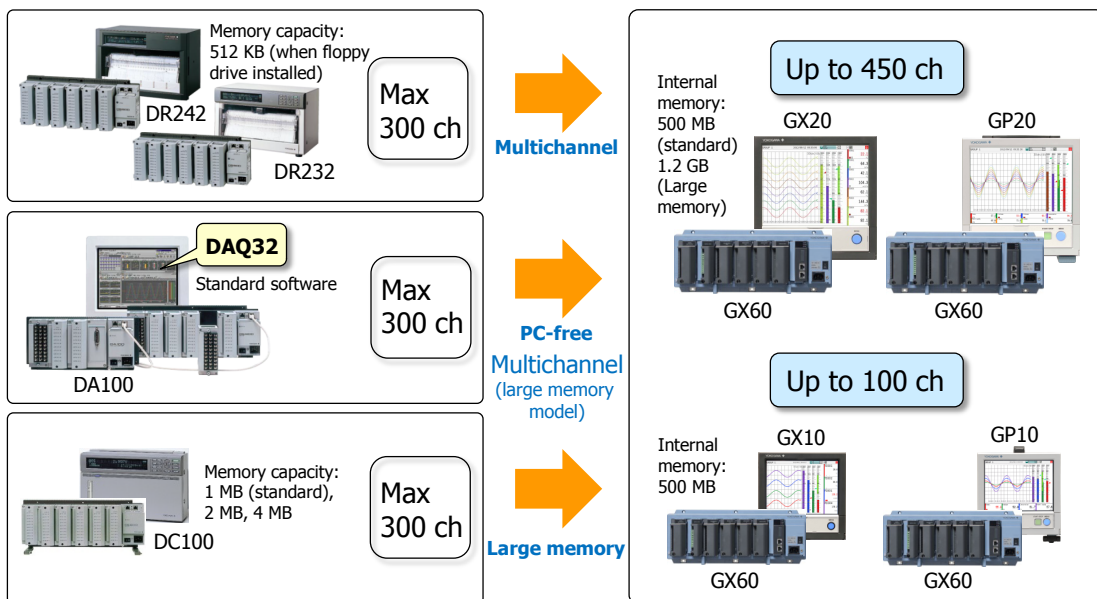 Memory capacity:
512 KB (when floppy
drive installed)
DR242
DR232
Max
300 ch
Multichannel
DAQ32
Standard software
DA100
Max
300 ch
PC-free
Multichannel
(large memory
model)
Memory capacity:
1 MB (standard),
2 MB, 4 MB
DC100
Max
300 ch
Large memory
Up to 450 ch
Internal
memory:
500 MB
(standard)
1.2 GB
(Large
memory)
GX20
GP20
GX60
GX60
Up to 100 ch
Internal
memory:
500 MB
GX10
GP10
GX60
GX60